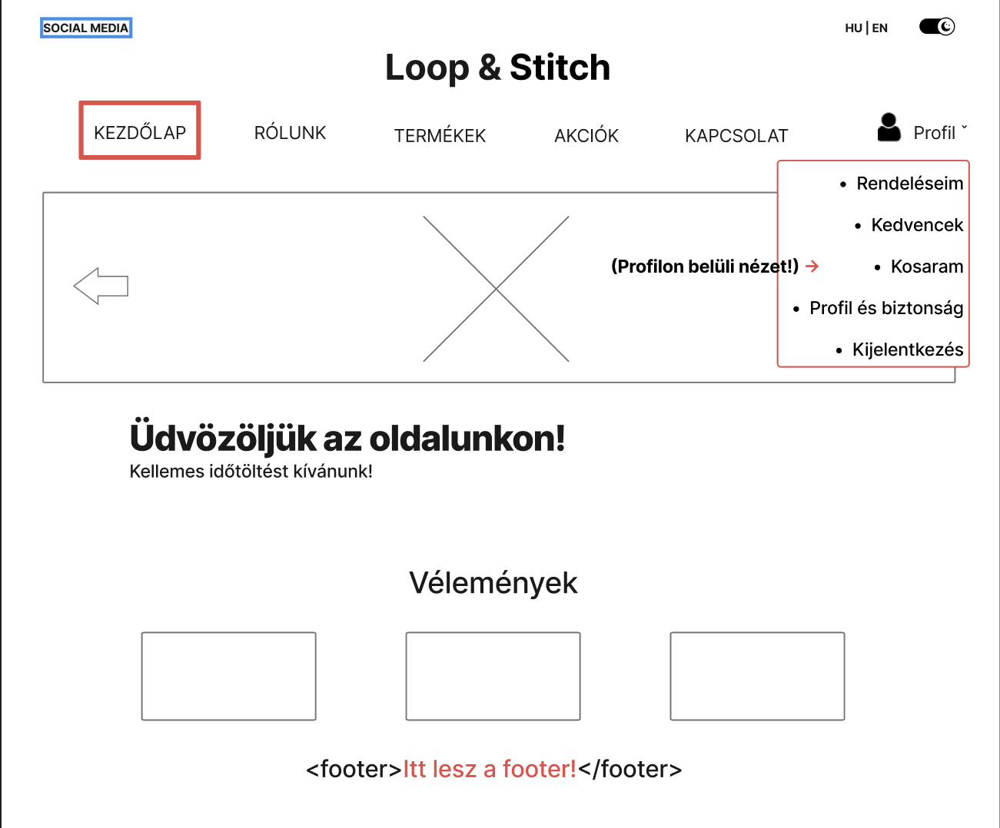 SOCIAL MEDIA
HU | EN
Loop & Stitch
KEZDŐLAP
RÓLUNK
TERMÉKEK
AKCIÓK
KAPCSOLAT
Profil ˇ
• Rendeléseim
• Kedvencek
(Profilon belüli nézet!) →
• Kosaram
• Profil és biztonság
• Kijelentkezés
Üdvözöljük az oldalunkon!
Kellemes időtöltést kívánunk!
Vélemények
<footer>Itt lesz a footer!</footer>